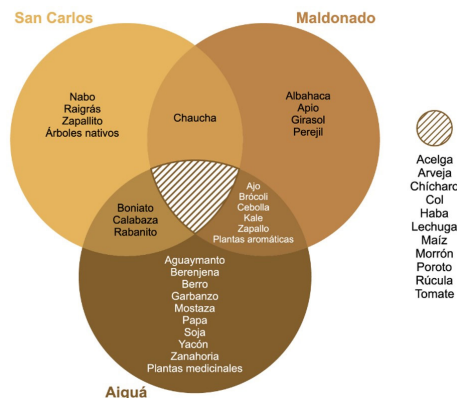 San Carlos
Maldonado
Nabo
Raigrás
Zapallito
Árboles nativos
Chaucha
Albahaca
Apio
Girasol
Perejil
Boniato
Calabaza
Rabanito
Ajo
Brócoli
Cebolla
Kale
Zapallo
Plantas aromáticas
Aguaymanto
Berenjena
Berro
Garbanzo
Mostaza
Papa
Soja
Yacón
Zanahoria
Plantas medicinales
Aiguá
Acelga
Arveja
Chícharo
Col
Haba
Lechuga
Maíz
Morrón
Poroto
Rúcula
Tomate